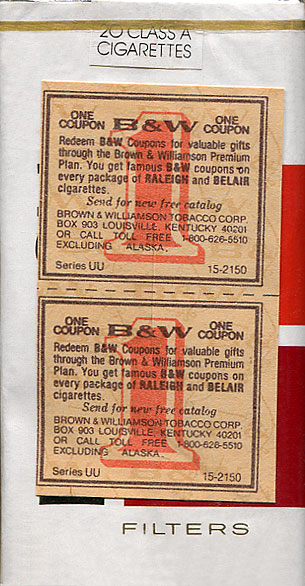 20 CLASS A
CIGARETTES
ONE COUPON B&W ONE COUPON
Redeem B&W Coupons for valuable gifts
through the Brown & Williamson Premium
Plan. You get famous B&W coupons on
every package of RALEIGH and BELAIR
cigarettes.
Send for new free catalog
BROWN & WILLIAMSON TOBACCO CORP.
BOX 903 LOUISVILLE, KENTUCKY 40201
OR CALL TOLL FREE 1-800-626-5510
EXCLUDING ALASKA.
Series UU 15-2150
ONE COUPON B&W ONE COUPON
Redeem B&W Coupons for valuable gifts
through the Brown & Williamson Premium
Plan. You get famous B&W coupons on
every package of RALEIGH and BELAIR
cigarettes.
Send for new free catalog
BROWN & WILLIAMSON TOBACCO CORP.
BOX 903 LOUISVILLE, KENTUCKY 40201
OR CALL TOLL FREE 1-800-626-5510
EXCLUDING ALASKA.
Series UU 15-2150
FILTERS